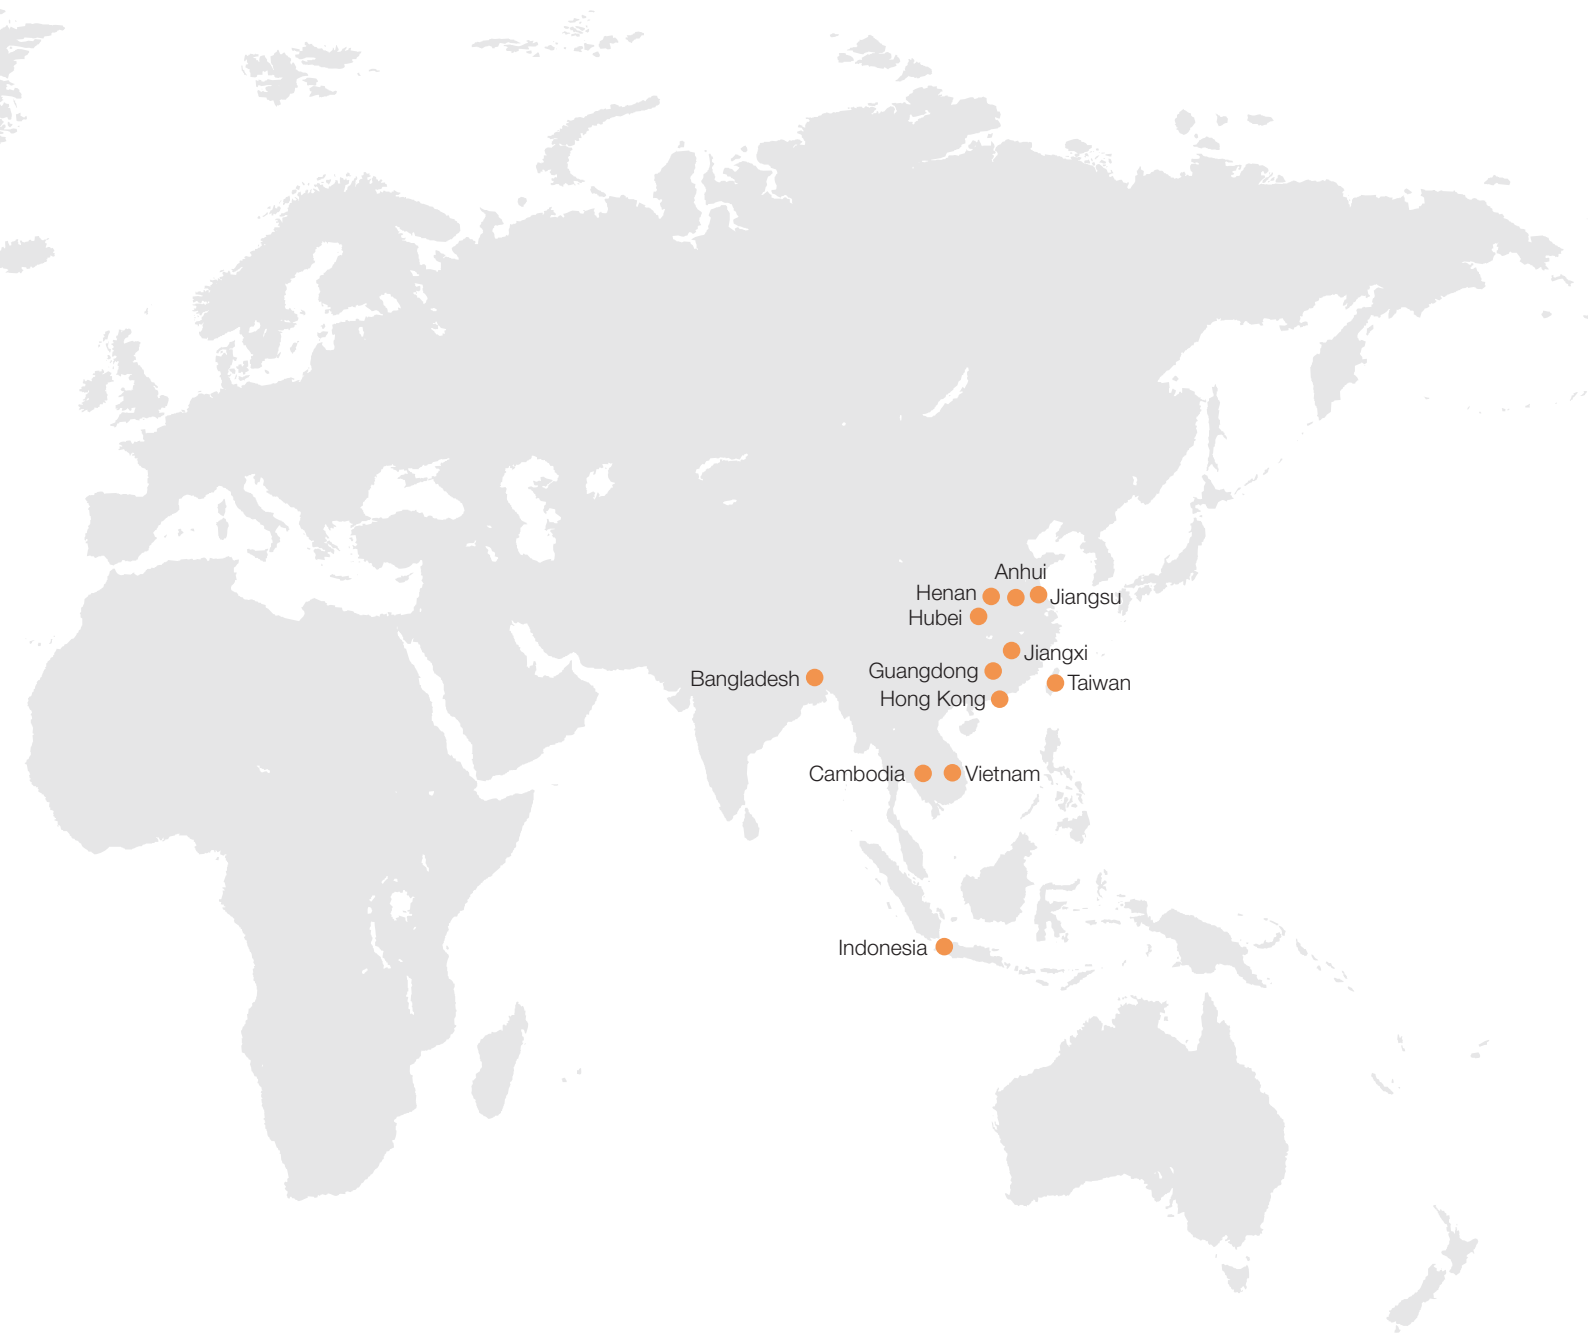 Anhui
Henan
Jiangsu
Hubei
Jiangxi
Guangdong
Bangladesh
Taiwan
Hong Kong
Cambodia
Vietnam
Indonesia